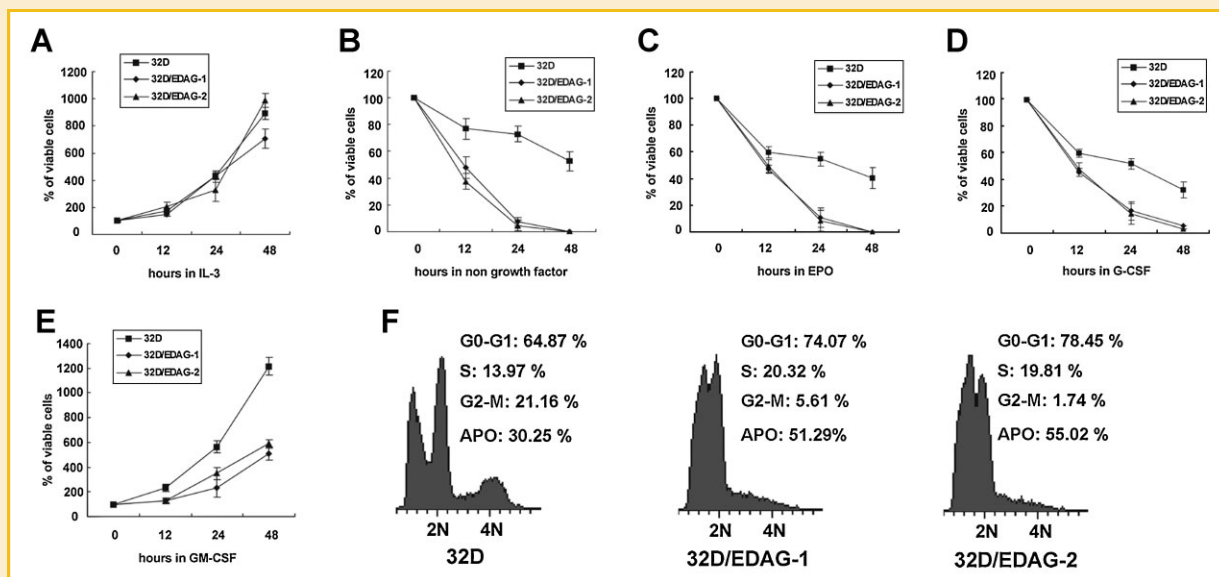 A
32D
32D/EDAG-1
32D/EDAG-2
% of viable cells
1200
1000
800
600
400
200
0
0 12 24 48
hours in IL-3
B
32D
32D/EDAG-1
32D/EDAG-2
% of viable cells
120
100
80
60
40
20
0
0 12 24 48
hours in non growth factor
C
32D
32D/EDAG-1
32D/EDAG-2
% of viable cells
120
100
80
60
40
20
0
0 12 24 48
hours in EPO
D
32D
32D/EDAG-1
32D/EDAG-2
% of viable cells
120
100
80
60
40
20
0
0 12 24 48
hours in G-CSF
E
32D
32D/EDAG-1
32D/EDAG-2
% of viable cells
1400
1200
1000
800
600
400
200
0
0 12 24 48
hours in GM-CSF
F
G0-G1: 64.87 %
S: 13.97 %
G2-M: 21.16 %
APO: 30.25 %
2N 4N
32D
G0-G1: 74.07 %
S: 20.32 %
G2-M: 5.61 %
APO: 51.29%
2N 4N
32D/EDAG-1
G0-G1: 78.45 %
S: 19.81 %
G2-M: 1.74 %
APO: 55.02 %
2N 4N
32D/EDAG-2